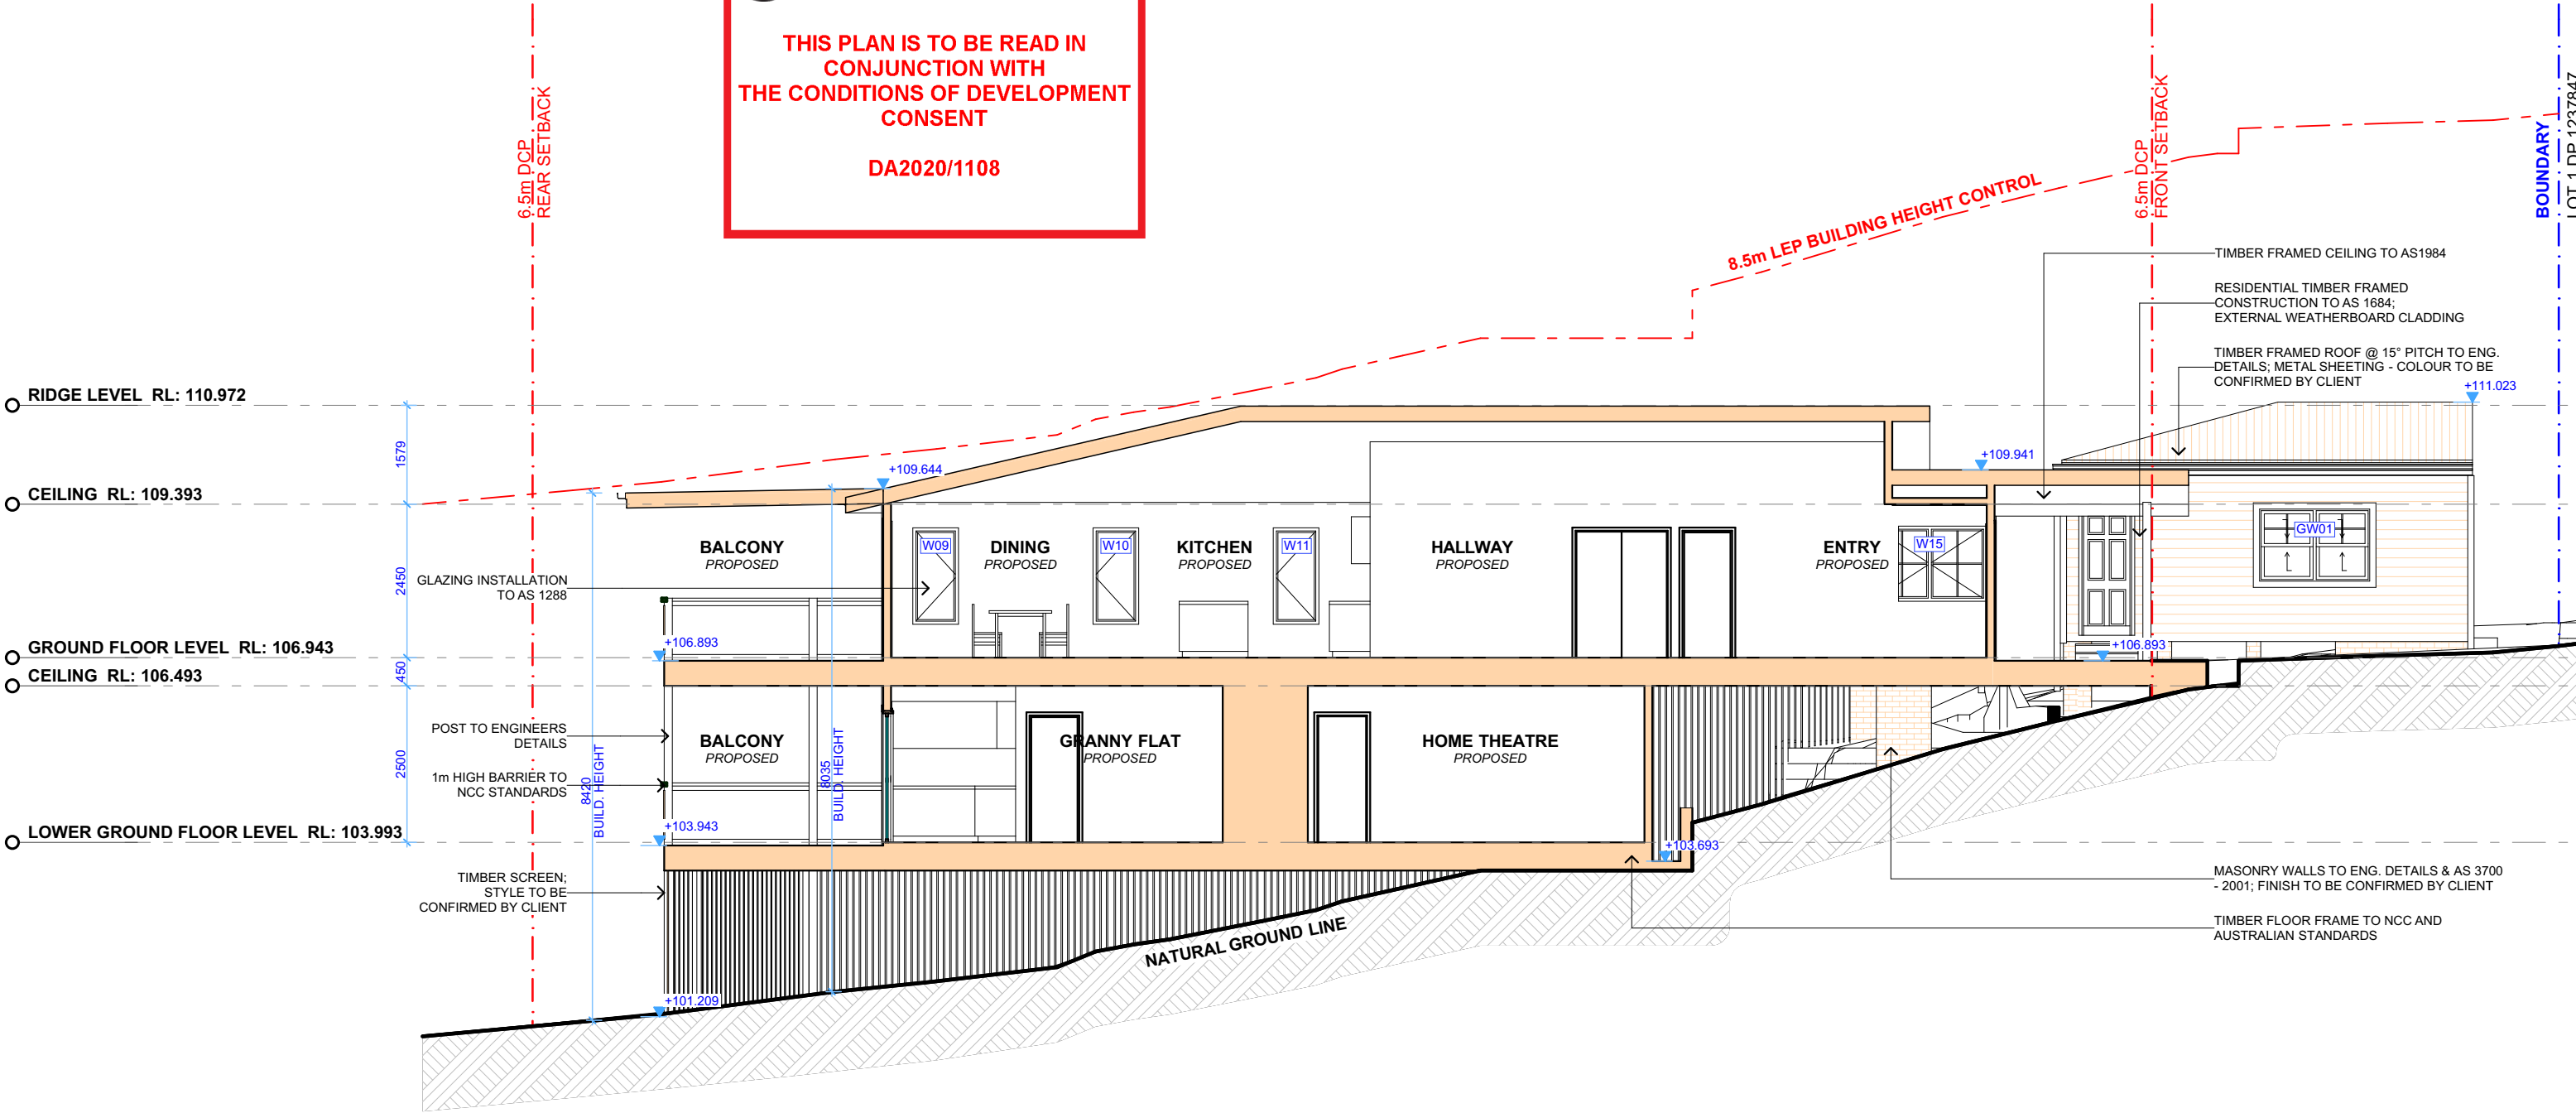 THIS PLAN IS TO BE READ IN
CONJUNCTION WITH
THE CONDITIONS OF DEVELOPMENT
CONSENT
DA2020/1108
6.5m DCP
REAR SETBACK
8.5m LEP BUILDING HEIGHT CONTROL
6.5m DCP
FRONT SETBACK
BOUNDARY
LOT 1 DP 1237847
TIMBER FRAMED CEILING TO AS1984
RESIDENTIAL TIMBER FRAMED
CONSTRUCTION TO AS 1684;
EXTERNAL WEATHERBOARD CLADDING
TIMBER FRAMED ROOF @ 15° PITCH TO ENG.
DETAILS; METAL SHEETING - COLOUR TO BE
CONFIRMED BY CLIENT
+111.023
RIDGE LEVEL RL: 110.972
1579
CEILING RL: 109.393
+109.644
+109.941
2450
BALCONY
PROPOSED
W09
DINING
PROPOSED
W10
KITCHEN
PROPOSED
W11
HALLWAY
PROPOSED
ENTRY
PROPOSED
W15
GW01
GLAZING INSTALLATION
TO AS 1288
GROUND FLOOR LEVEL RL: 106.943
+106.893
+106.893
450
CEILING RL: 106.493
POST TO ENGINEERS
DETAILS
2500
BALCONY
PROPOSED
GRANNY FLAT
PROPOSED
HOME THEATRE
PROPOSED
1m HIGH BARRIER TO
NCC STANDARDS
8420
BUILD. HEIGHT
8035
BUILD. HEIGHT
LOWER GROUND FLOOR LEVEL RL: 103.993
+103.943
+103.693
TIMBER SCREEN;
STYLE TO BE
CONFIRMED BY CLIENT
MASONRY WALLS TO ENG. DETAILS & AS 3700
- 2001; FINISH TO BE CONFIRMED BY CLIENT
TIMBER FLOOR FRAME TO NCC AND
AUSTRALIAN STANDARDS
NATURAL GROUND LINE
+101.209